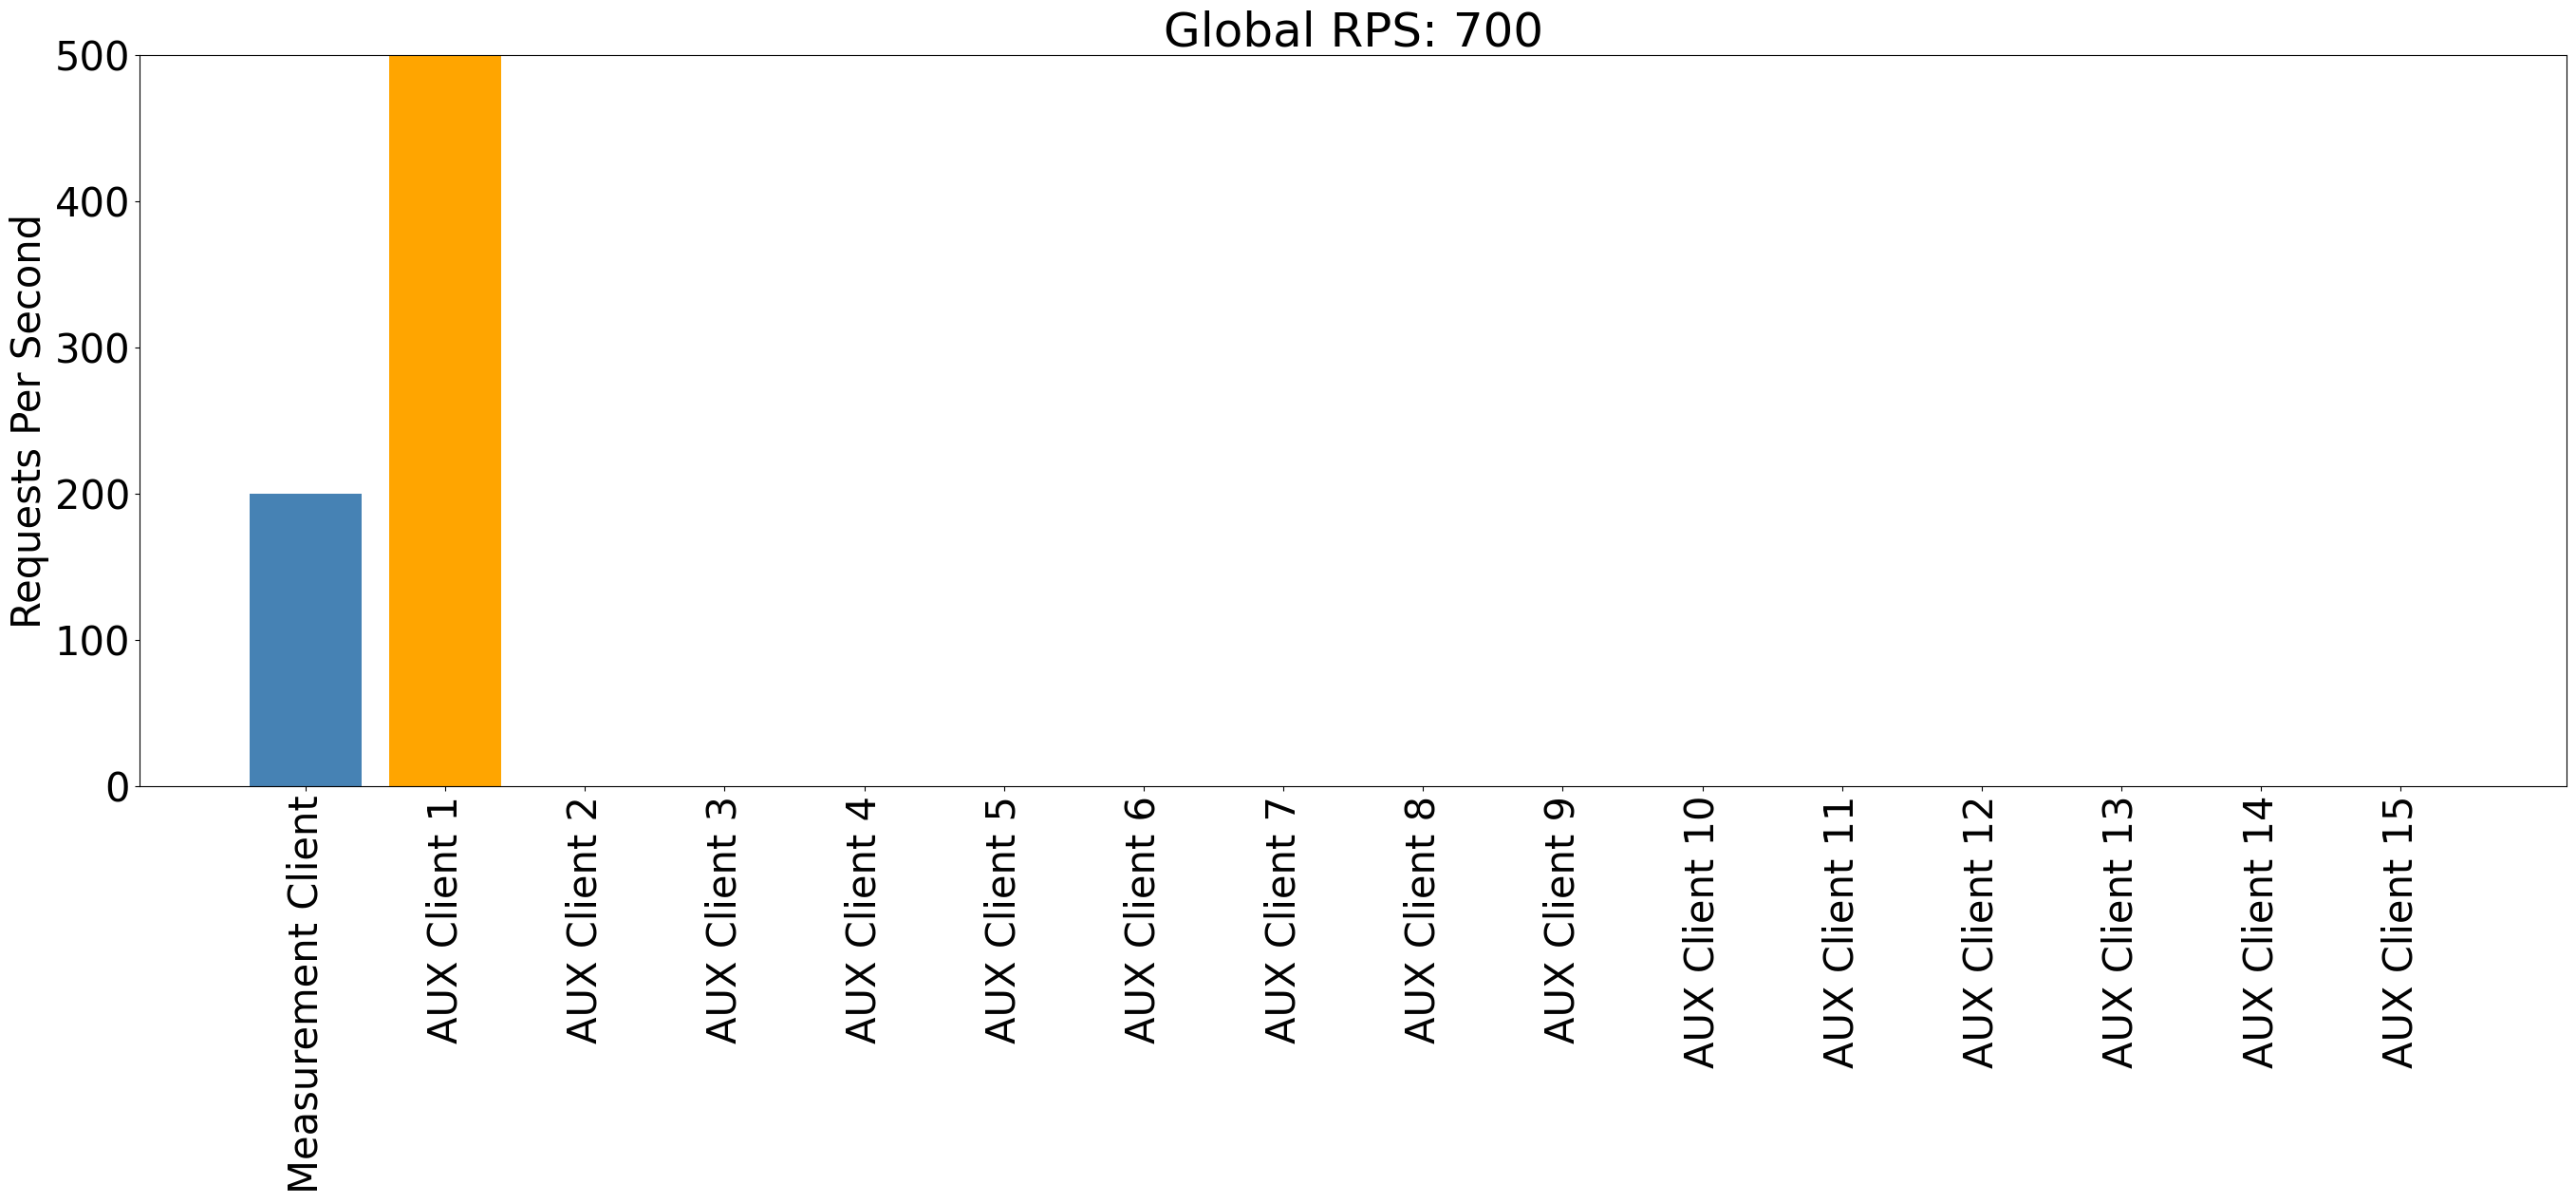 Global RPS: 700
Requests Per Second
500
400
300
200
100
0
Measurement Client
AUX Client 1
AUX Client 2
AUX Client 3
AUX Client 4
AUX Client 5
AUX Client 6
AUX Client 7
AUX Client 8
AUX Client 9
AUX Client 10
AUX Client 11
AUX Client 12
AUX Client 13
AUX Client 14
AUX Client 15